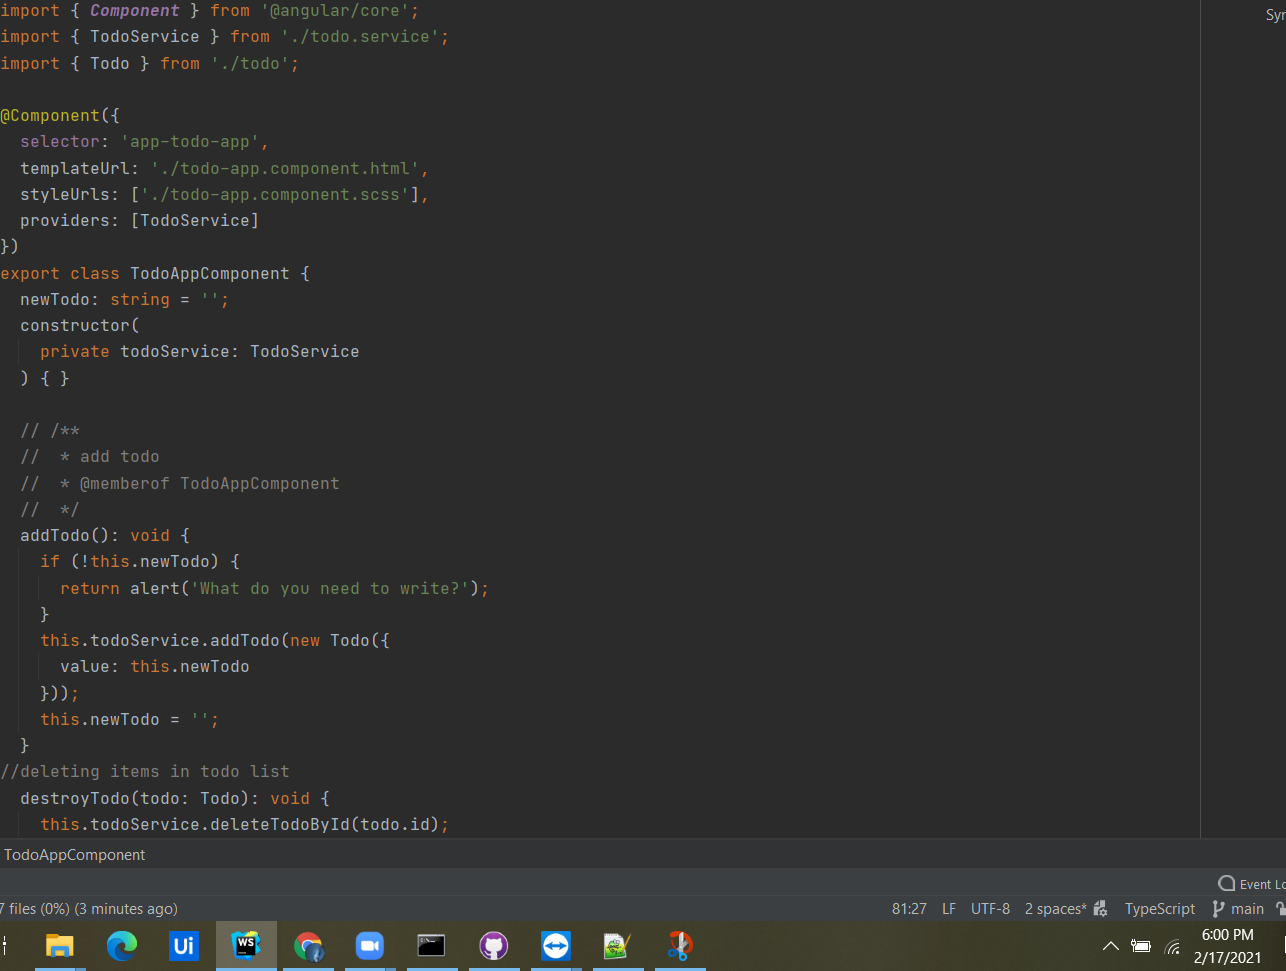 import { Component } from '@angular/core';
Syn
import { TodoService } from './todo.service';
import { Todo } from './todo';
@Component({
  selector: 'app-todo-app',
  templateUrl: './todo-app.component.html',
  styleUrls: ['./todo-app.component.scss'],
  providers: [TodoService]
})
export class TodoAppComponent {
  newTodo: string = '';
  constructor(
    private todoService: TodoService
  ) { }
  // /**
  //  * add todo
  //  * @memberof TodoAppComponent
  //  */
  addTodo(): void {
    if (!this.newTodo) {
      return alert('What do you need to write?');
    }
    this.todoService.addTodo(new Todo({
      value: this.newTodo
    }));
    this.newTodo = '';
  }
//deleting items in todo list
  destroyTodo(todo: Todo): void {
    this.todoService.deleteTodoById(todo.id);
TodoAppComponent
Event Lo
7 files (0%) (3 minutes ago) 81:27 LF UTF-8 2 spaces* TypeScript main
Ui WS
6:00 PM
2/17/2021